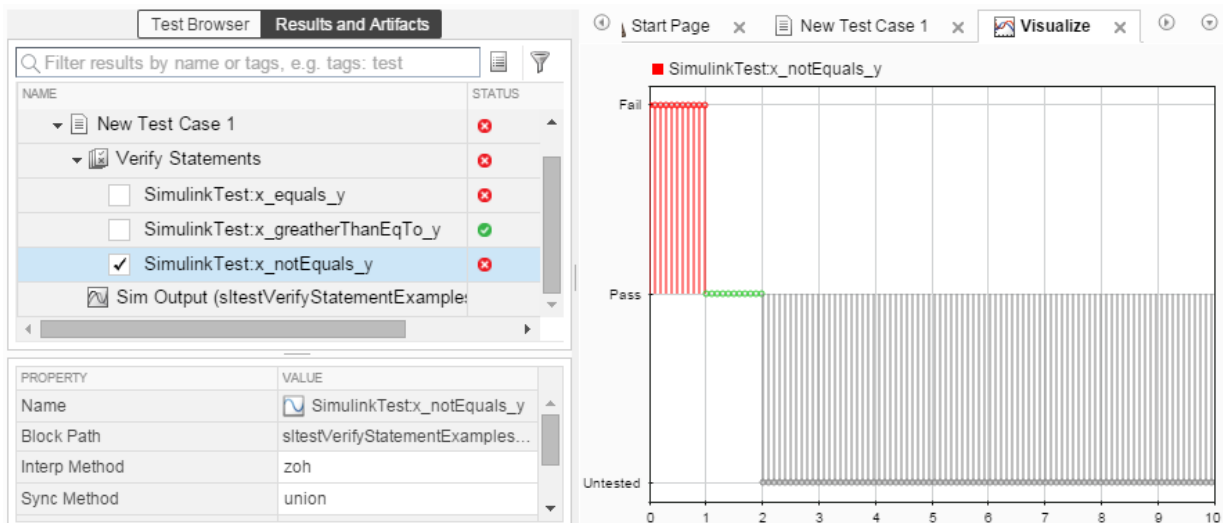 Test Browser Results and Artifacts
Filter results by name or tags, e.g. tags: test
NAME STATUS
New Test Case 1
Verify Statements
SimulinkTest:x_equals_y
SimulinkTest:x_greatherThanEqTo_y
SimulinkTest:x_notEquals_y
Sim Output (sltestVerifyStatementExample
PROPERTY VALUE
Name SimulinkTest:x_notEquals_y
Block Path sltestVerifyStatementExamples...
Interp Method zoh
Sync Method union
Start Page New Test Case 1 Visualize
SimulinkTest:x_notEquals_y
Fail
Pass
Untested
0 1 2 3 4 5 6 7 8 9 10